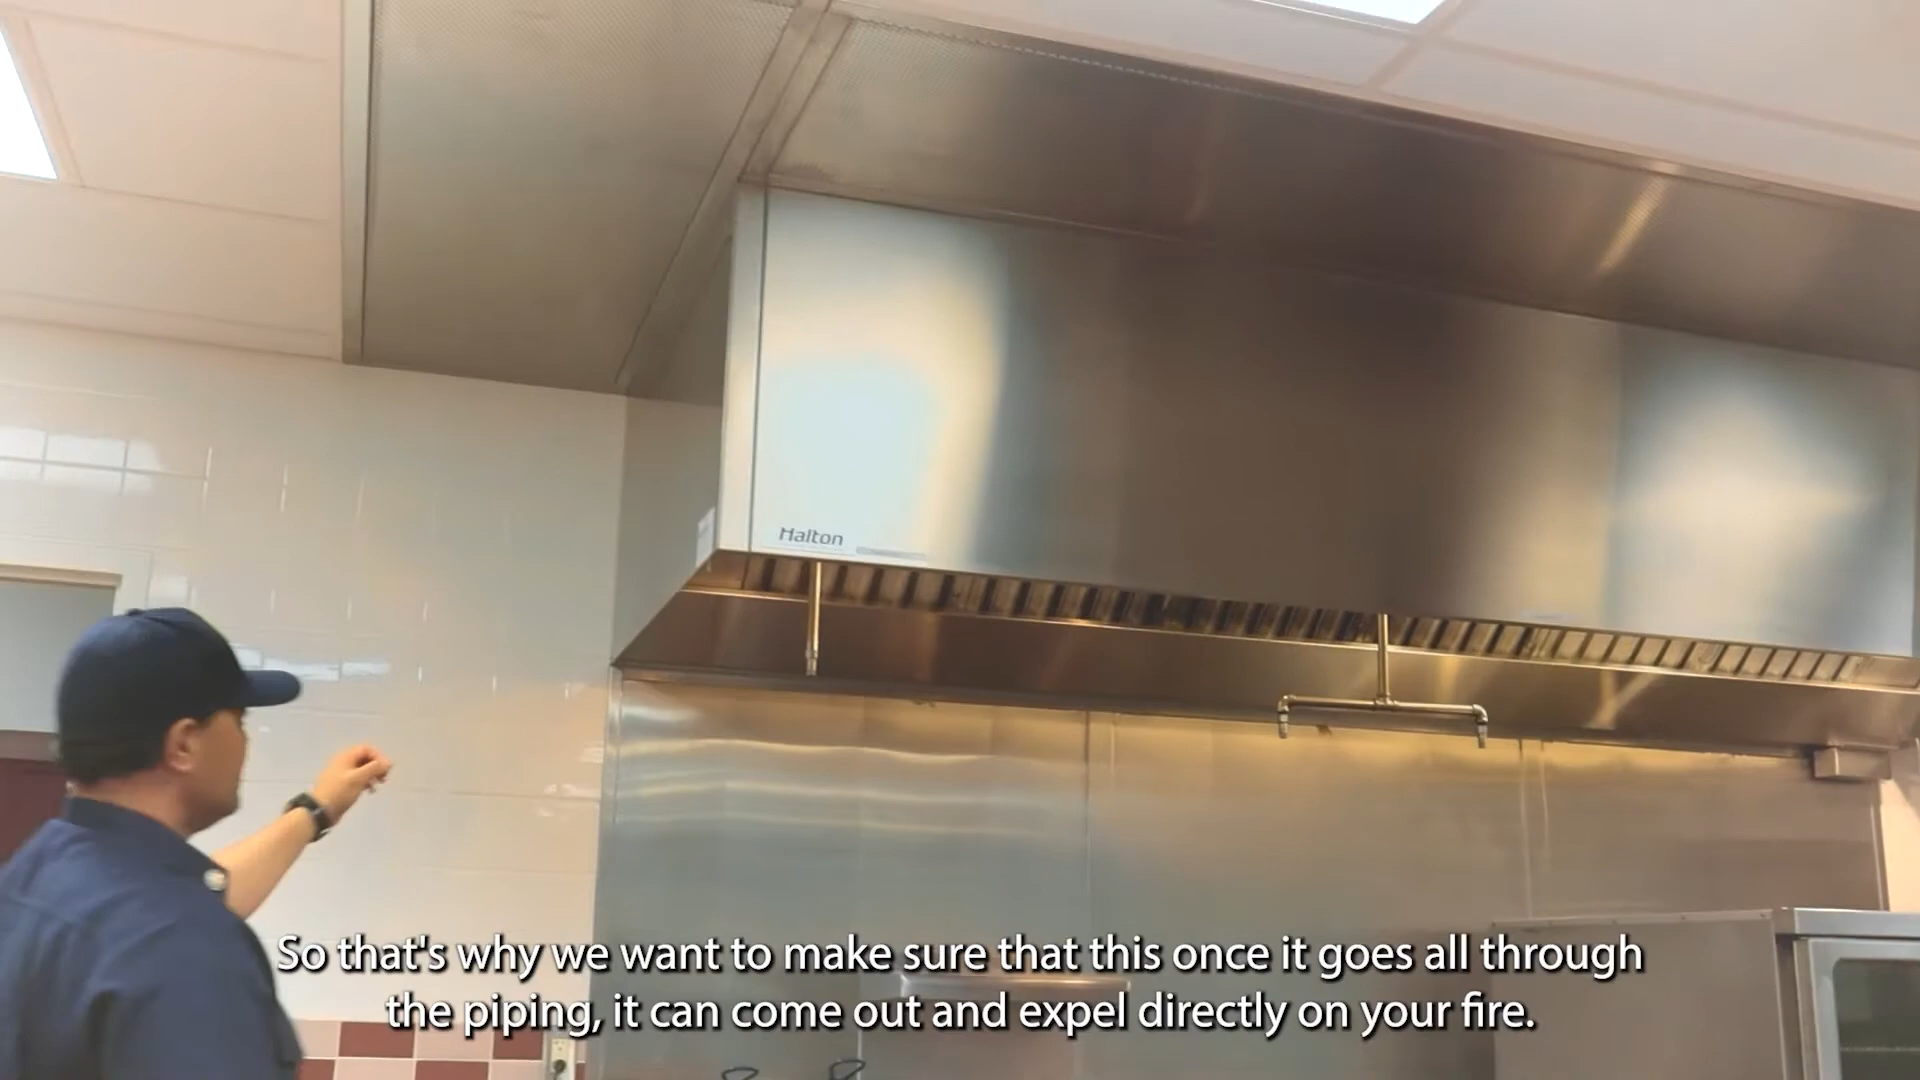 Halton
So that's why we want to make sure that this once it goes all through
the piping, it can come out and expel directly on your fire.